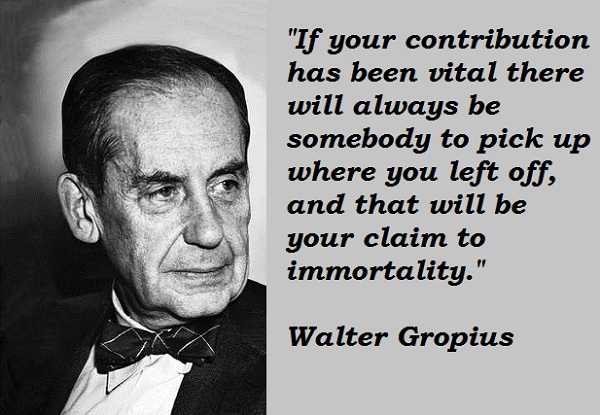 "If your contribution
has been vital there
will always be
somebody to pick up
where you left off,
and that will be
your claim to
immortality."
Walter Gropius